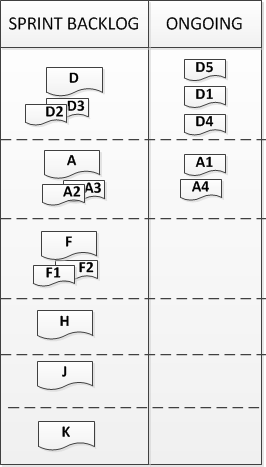 SPRINT BACKLOG ONGOING
D D5
D2 D3 D1
D4
A A1
A2 A3 A4
F
F1 F2
H
J
K